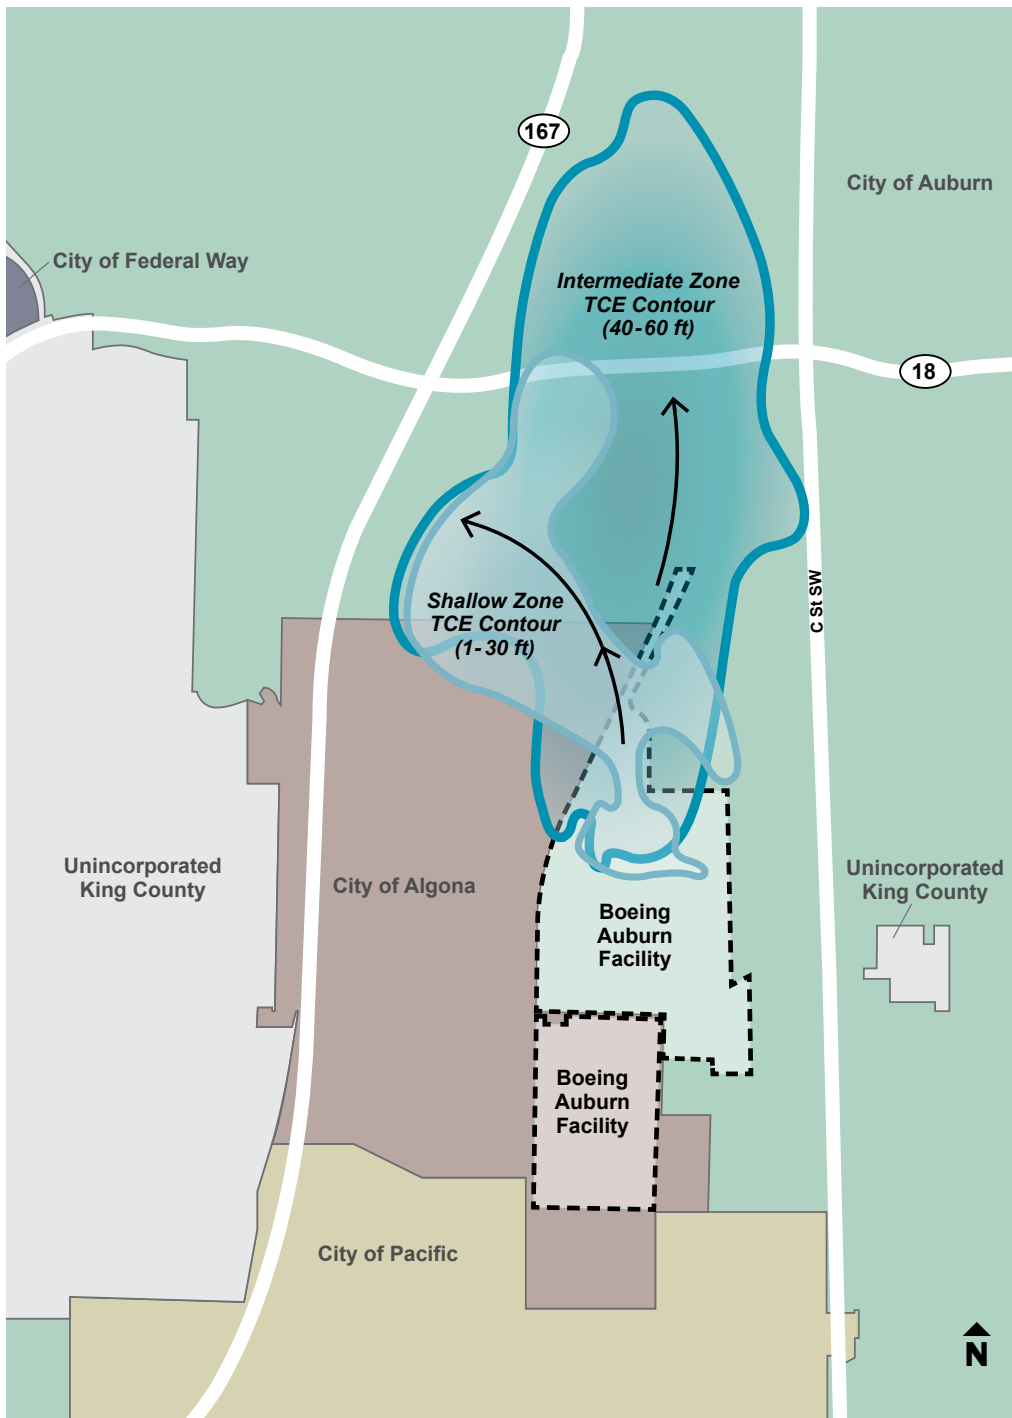 167
City of Auburn
City of Federal Way
Intermediate Zone
TCE Contour
(40-60 ft)
18
C St SW
Shallow Zone
TCE Contour
(1-30 ft)
Unincorporated
King County
City of Algona
Unincorporated
King County
Boeing
Auburn
Facility
Boeing
Auburn
Facility
City of Pacific
N